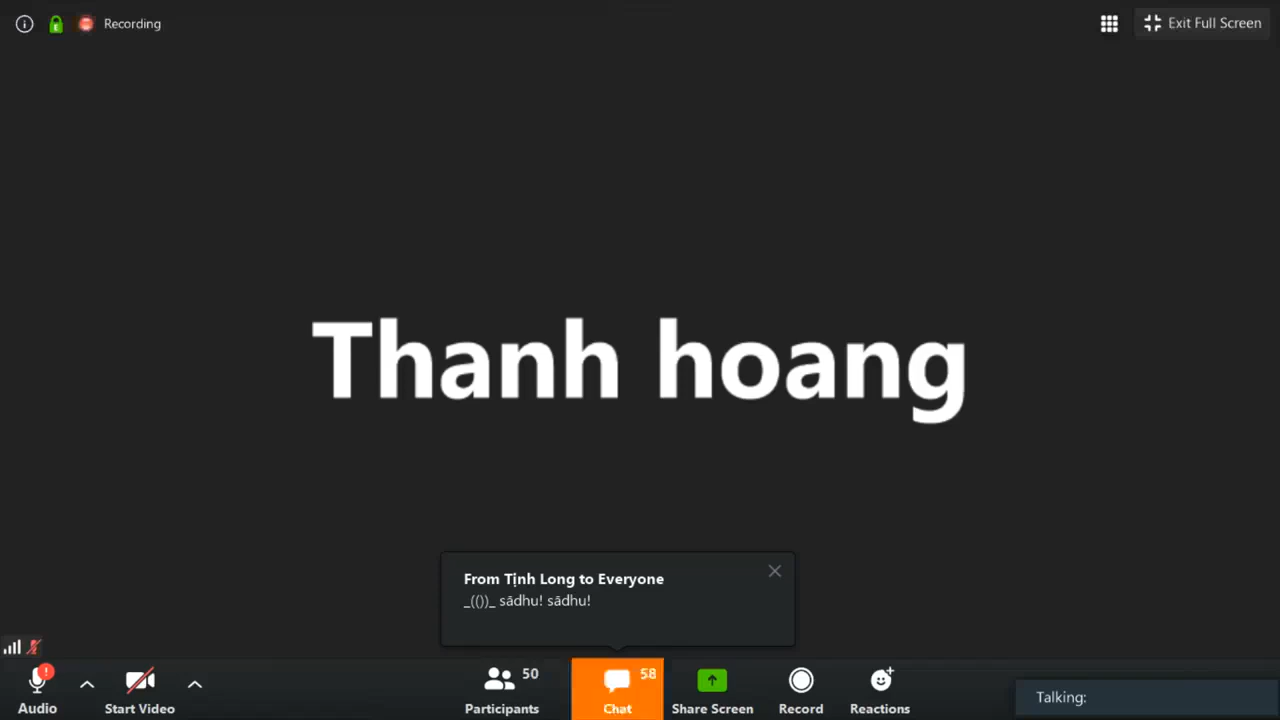 Recording
Exit Full Screen
Thanh hoang
From Tịnh Long to Everyone
_(())_ sādhu! sādhu!
Audio
Start Video
50
Participants
58
Chat
Share Screen
Record
Reactions
Talking: